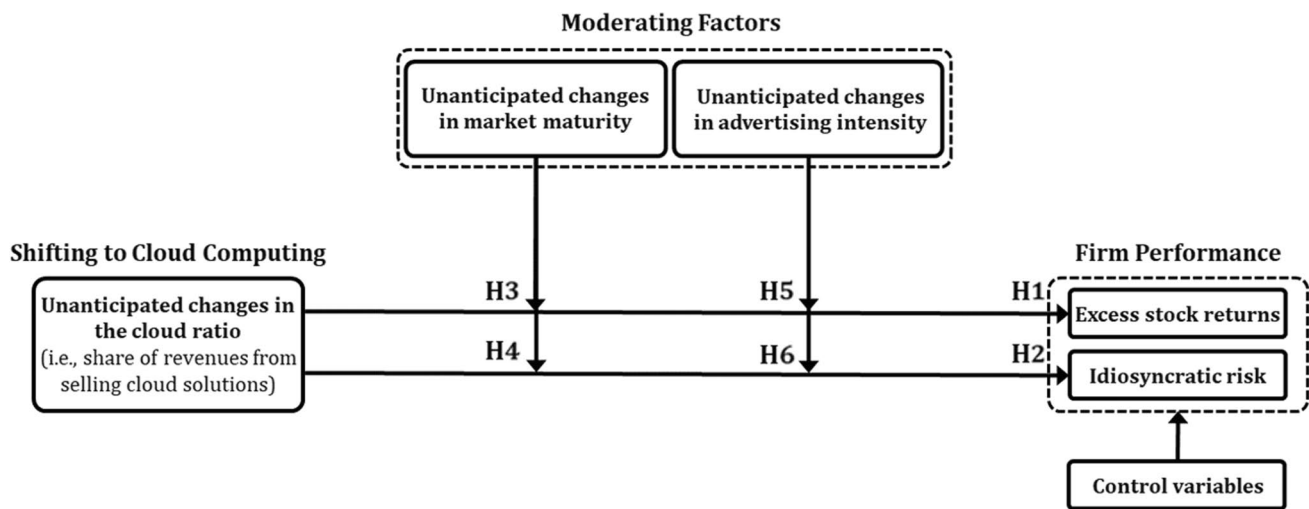 Moderating Factors
Unanticipated changes
in market maturity
Unanticipated changes
in advertising intensity
Shifting to Cloud Computing
Firm Performance
Unanticipated changes in
the cloud ratio
(i.e., share of revenues from
selling cloud solutions)
H3
H5
H1
Excess stock returns
H4
H6
H2
Idiosyncratic risk
Control variables